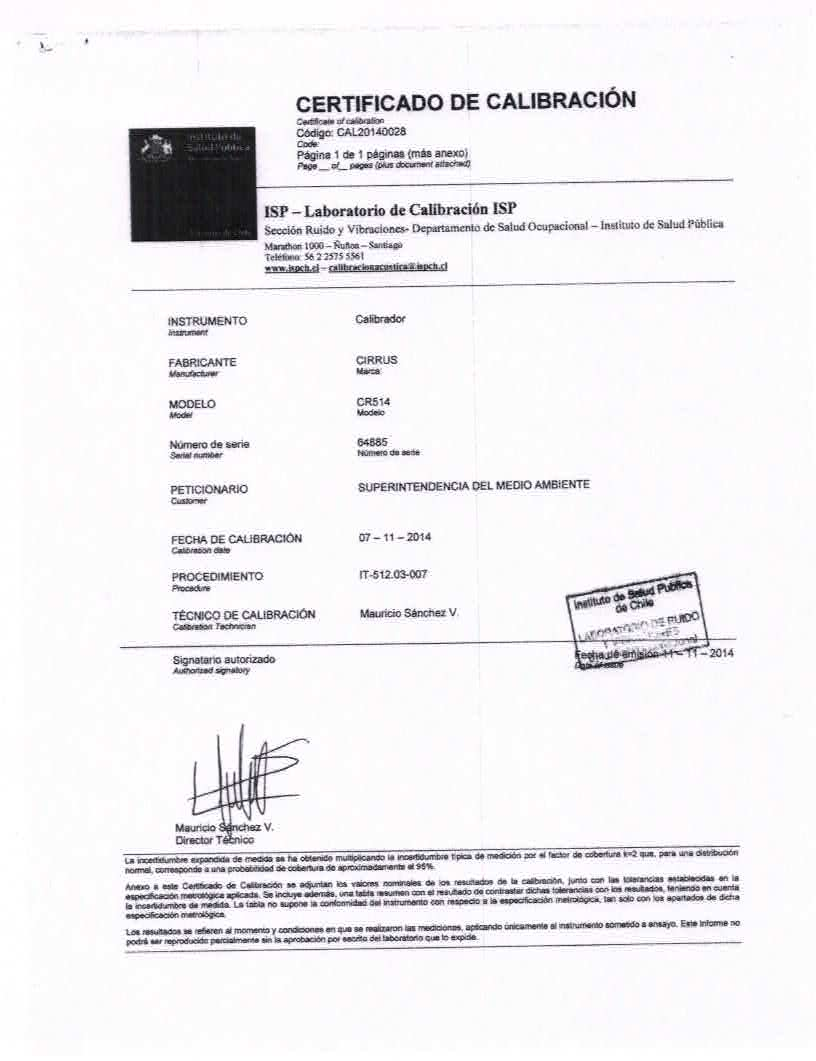 CERTIFICADO DE CALIBRACIÓN
Certificate of calibration
Código: CAL20140028
Code:
Página 1 de 1 páginas (más anexo)
Page __ of__ pages (plus document attached)
Instituto de
Salud Pública
ISP – Laboratorio de Calibración ISP
Sección Ruido y Vibraciones- Departamento de Salud Ocupacional – Instituto de Salud Pública
Marathon 1000 – Ñuñoa – Santiago
Teléfono: 56 2 2575 5561
www.ispch.cl – calibracionacustica@ispch.cl
INSTRUMENTO Calibrador
Instrument
FABRICANTE CIRRUS
Manufacturer Marca:
MODELO CR514
Model Modelo
Número de serie 64885
Serial number Número de serie
PETICIONARIO SUPERINTENDENCIA DEL MEDIO AMBIENTE
Customer
FECHA DE CALIBRACIÓN 07 – 11 – 2014
Calibration date
PROCEDIMIENTO IT-512.03-007
Procedure
TÉCNICO DE CALIBRACIÓN Mauricio Sánchez V.
Calibration Technician
Instituto de Salud Publica
de Chile
LABORATORIO DE RUIDO
Signatario autorizado Fecha de emisión 11 – 11 – 2014
Authorized signatory Date of issue
Mauricio Sánchez V.
Director Técnico
La incertidumbre expandida de medida se ha obtenido multiplicando la incertidumbre típica de medición por el factor de cobertura k=2 que, para una distribución
normal, corresponde a una probabilidad de cobertura de aproximadamente el 95%.
Anexo a este Certificado de Calibración se adjuntan los valores nominales de los resultados de la calibración, junto con las tolerancias establecidas en la
especificación metrológica aplicada. Se incluye además, una tabla resumen con el resultado de contrastar dichas tolerancias con los resultados, teniendo en cuenta
la incertidumbre de medida. La tabla no supone la conformidad del instrumento con respecto a la especificación metrológica, tan solo con los apartados de dicha
especificación metrológica.
Los resultados se refieren al momento y condiciones en que se realizaron las mediciones, aplicando únicamente al instrumento sometido a ensayo. Este Informe no
podrá ser reproducido parcialmente sin la aprobación por escrito del laboratorio que lo expide.